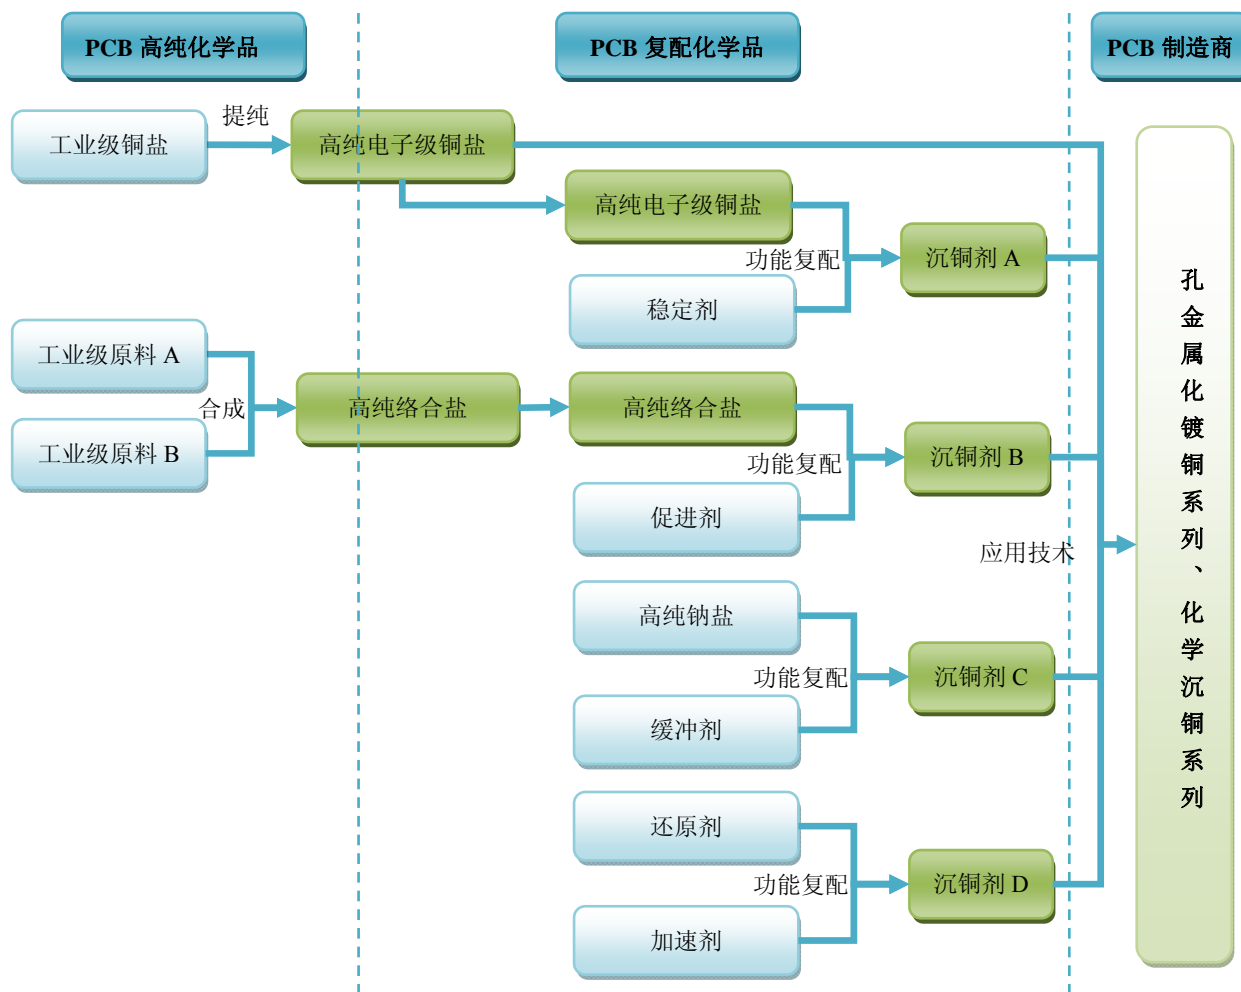 PCB 高纯化学品
PCB 复配化学品
PCB 制造商
提纯
工业级铜盐
高纯电子级铜盐
高纯电子级铜盐
功能复配
沉铜剂 A
稳定剂
工业级原料 A
合成
工业级原料 B
高纯络合盐
高纯络合盐
功能复配
沉铜剂 B
促进剂
应用技术
高纯钠盐
功能复配
沉铜剂 C
缓冲剂
还原剂
功能复配
沉铜剂 D
加速剂
孔金属化镀铜系列、化学沉铜系列